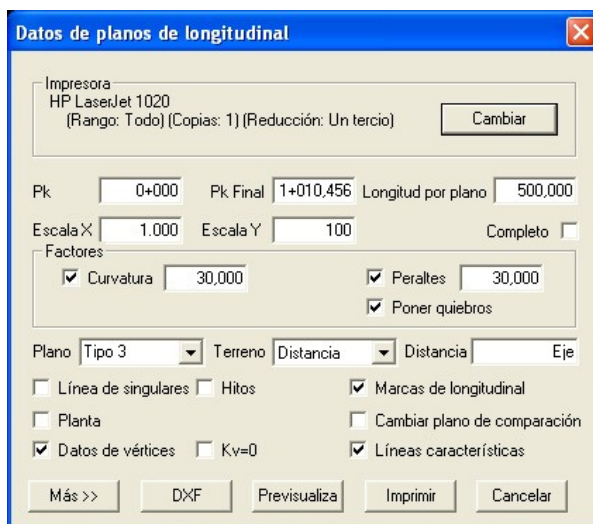 Datos de planos de longitudinal
Impresora
HP LaserJet 1020
(Rango: Todo) (Copias: 1) (Reducción: Un tercio)
Cambiar
Pk 0+000 Pk Final 1+010,456 Longitud por plano 500,000
Escala X 1.000 Escala Y 100 Completo
Factores
Curvatura 30,000 Peraltes 30,000
Poner quiebros
Plano Tipo 3 Terreno Distancia Distancia Eje
Línea de singulares Hitos Marcas de longitudinal
Planta Cambiar plano de comparación
Datos de vértices Kv=0 Líneas características
Más >> DXF Previsualiza Imprimir Cancelar